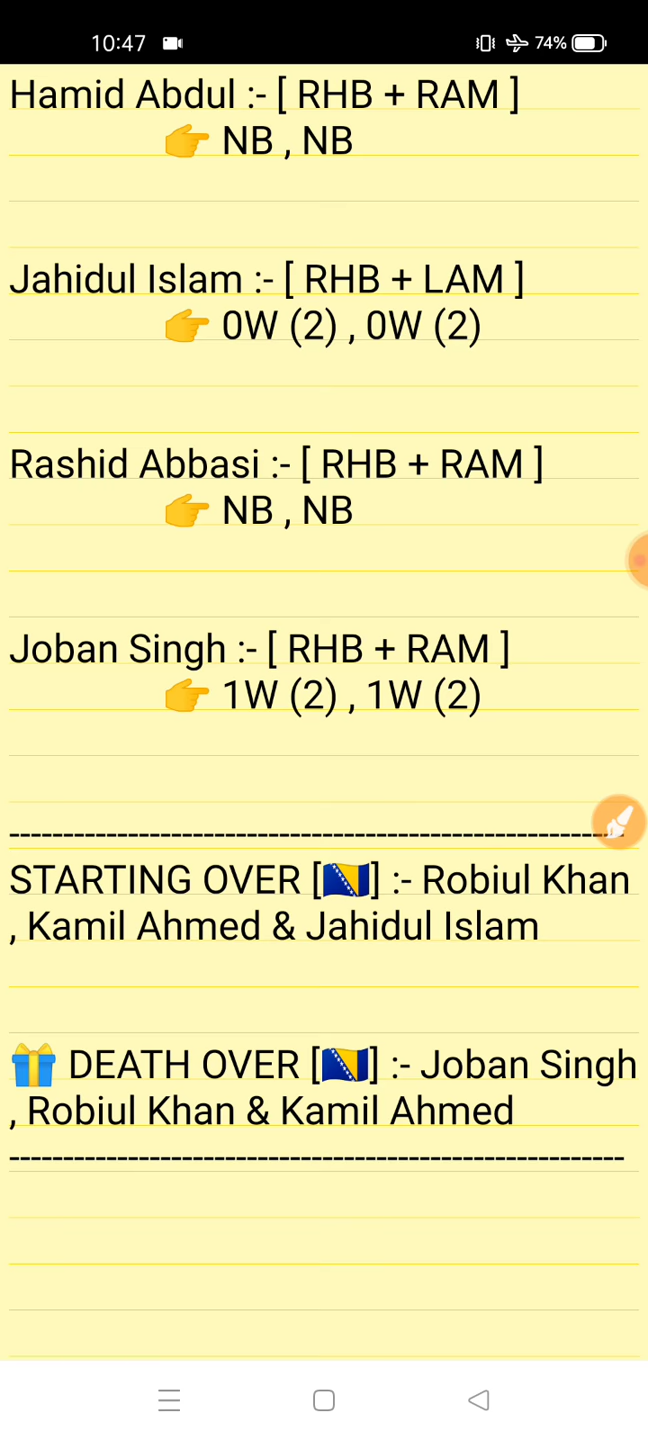 10:47 74%
Hamid Abdul :- [ RHB + RAM ]
👉 NB , NB
Jahidul Islam :- [ RHB + LAM ]
👉 0W (2) , 0W (2)
Rashid Abbasi :- [ RHB + RAM ]
👉 NB , NB
Joban Singh :- [ RHB + RAM ]
👉 1W (2) , 1W (2)
---------------------------------------------------------
STARTING OVER [🇧🇦] :- Robiul Khan
, Kamil Ahmed & Jahidul Islam
🎁 DEATH OVER [🇧🇦] :- Joban Singh
, Robiul Khan & Kamil Ahmed
---------------------------------------------------------